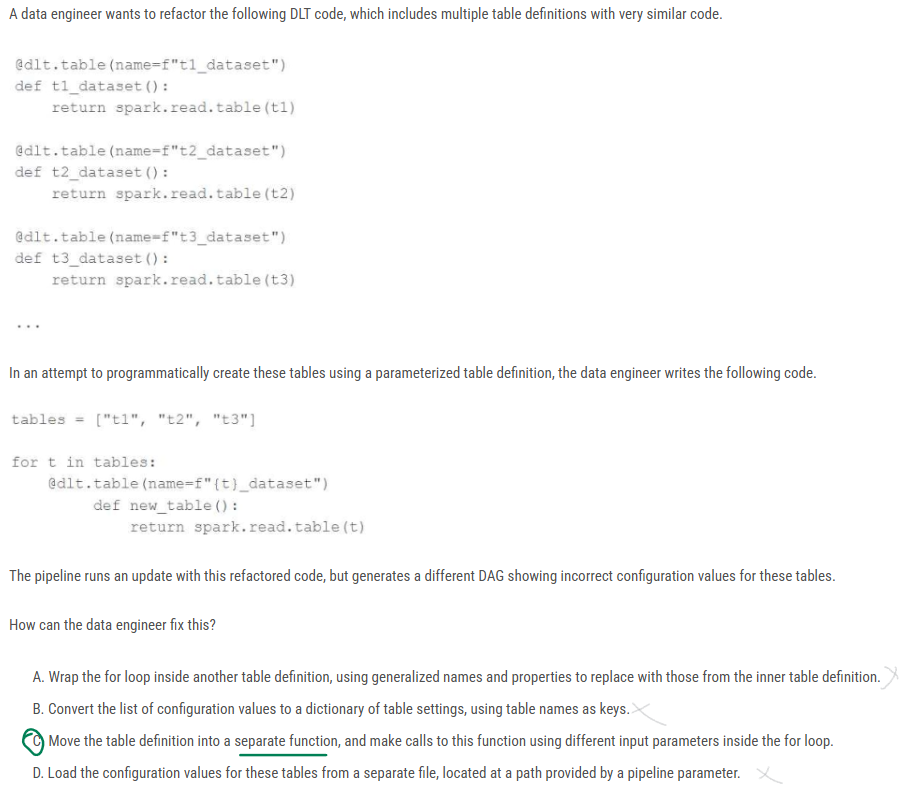 A data engineer wants to refactor the following DLT code, which includes multiple table definitions with very similar code.
@dlt.table(name=f"t1_dataset")
def t1_dataset():
    return spark.read.table(t1)
@dlt.table(name=f"t2_dataset")
def t2_dataset():
    return spark.read.table(t2)
@dlt.table(name=f"t3_dataset")
def t3_dataset():
    return spark.read.table(t3)
...
In an attempt to programmatically create these tables using a parameterized table definition, the data engineer writes the following code.
tables = ["t1", "t2", "t3"]
for t in tables:
    @dlt.table(name=f"{t}_dataset")
        def new_table():
            return spark.read.table(t)
The pipeline runs an update with this refactored code, but generates a different DAG showing incorrect configuration values for these tables.
How can the data engineer fix this?
A. Wrap the for loop inside another table definition, using generalized names and properties to replace with those from the inner table definition.
B. Convert the list of configuration values to a dictionary of table settings, using table names as keys.
C. Move the table definition into a separate function, and make calls to this function using different input parameters inside the for loop.
D. Load the configuration values for these tables from a separate file, located at a path provided by a pipeline parameter.